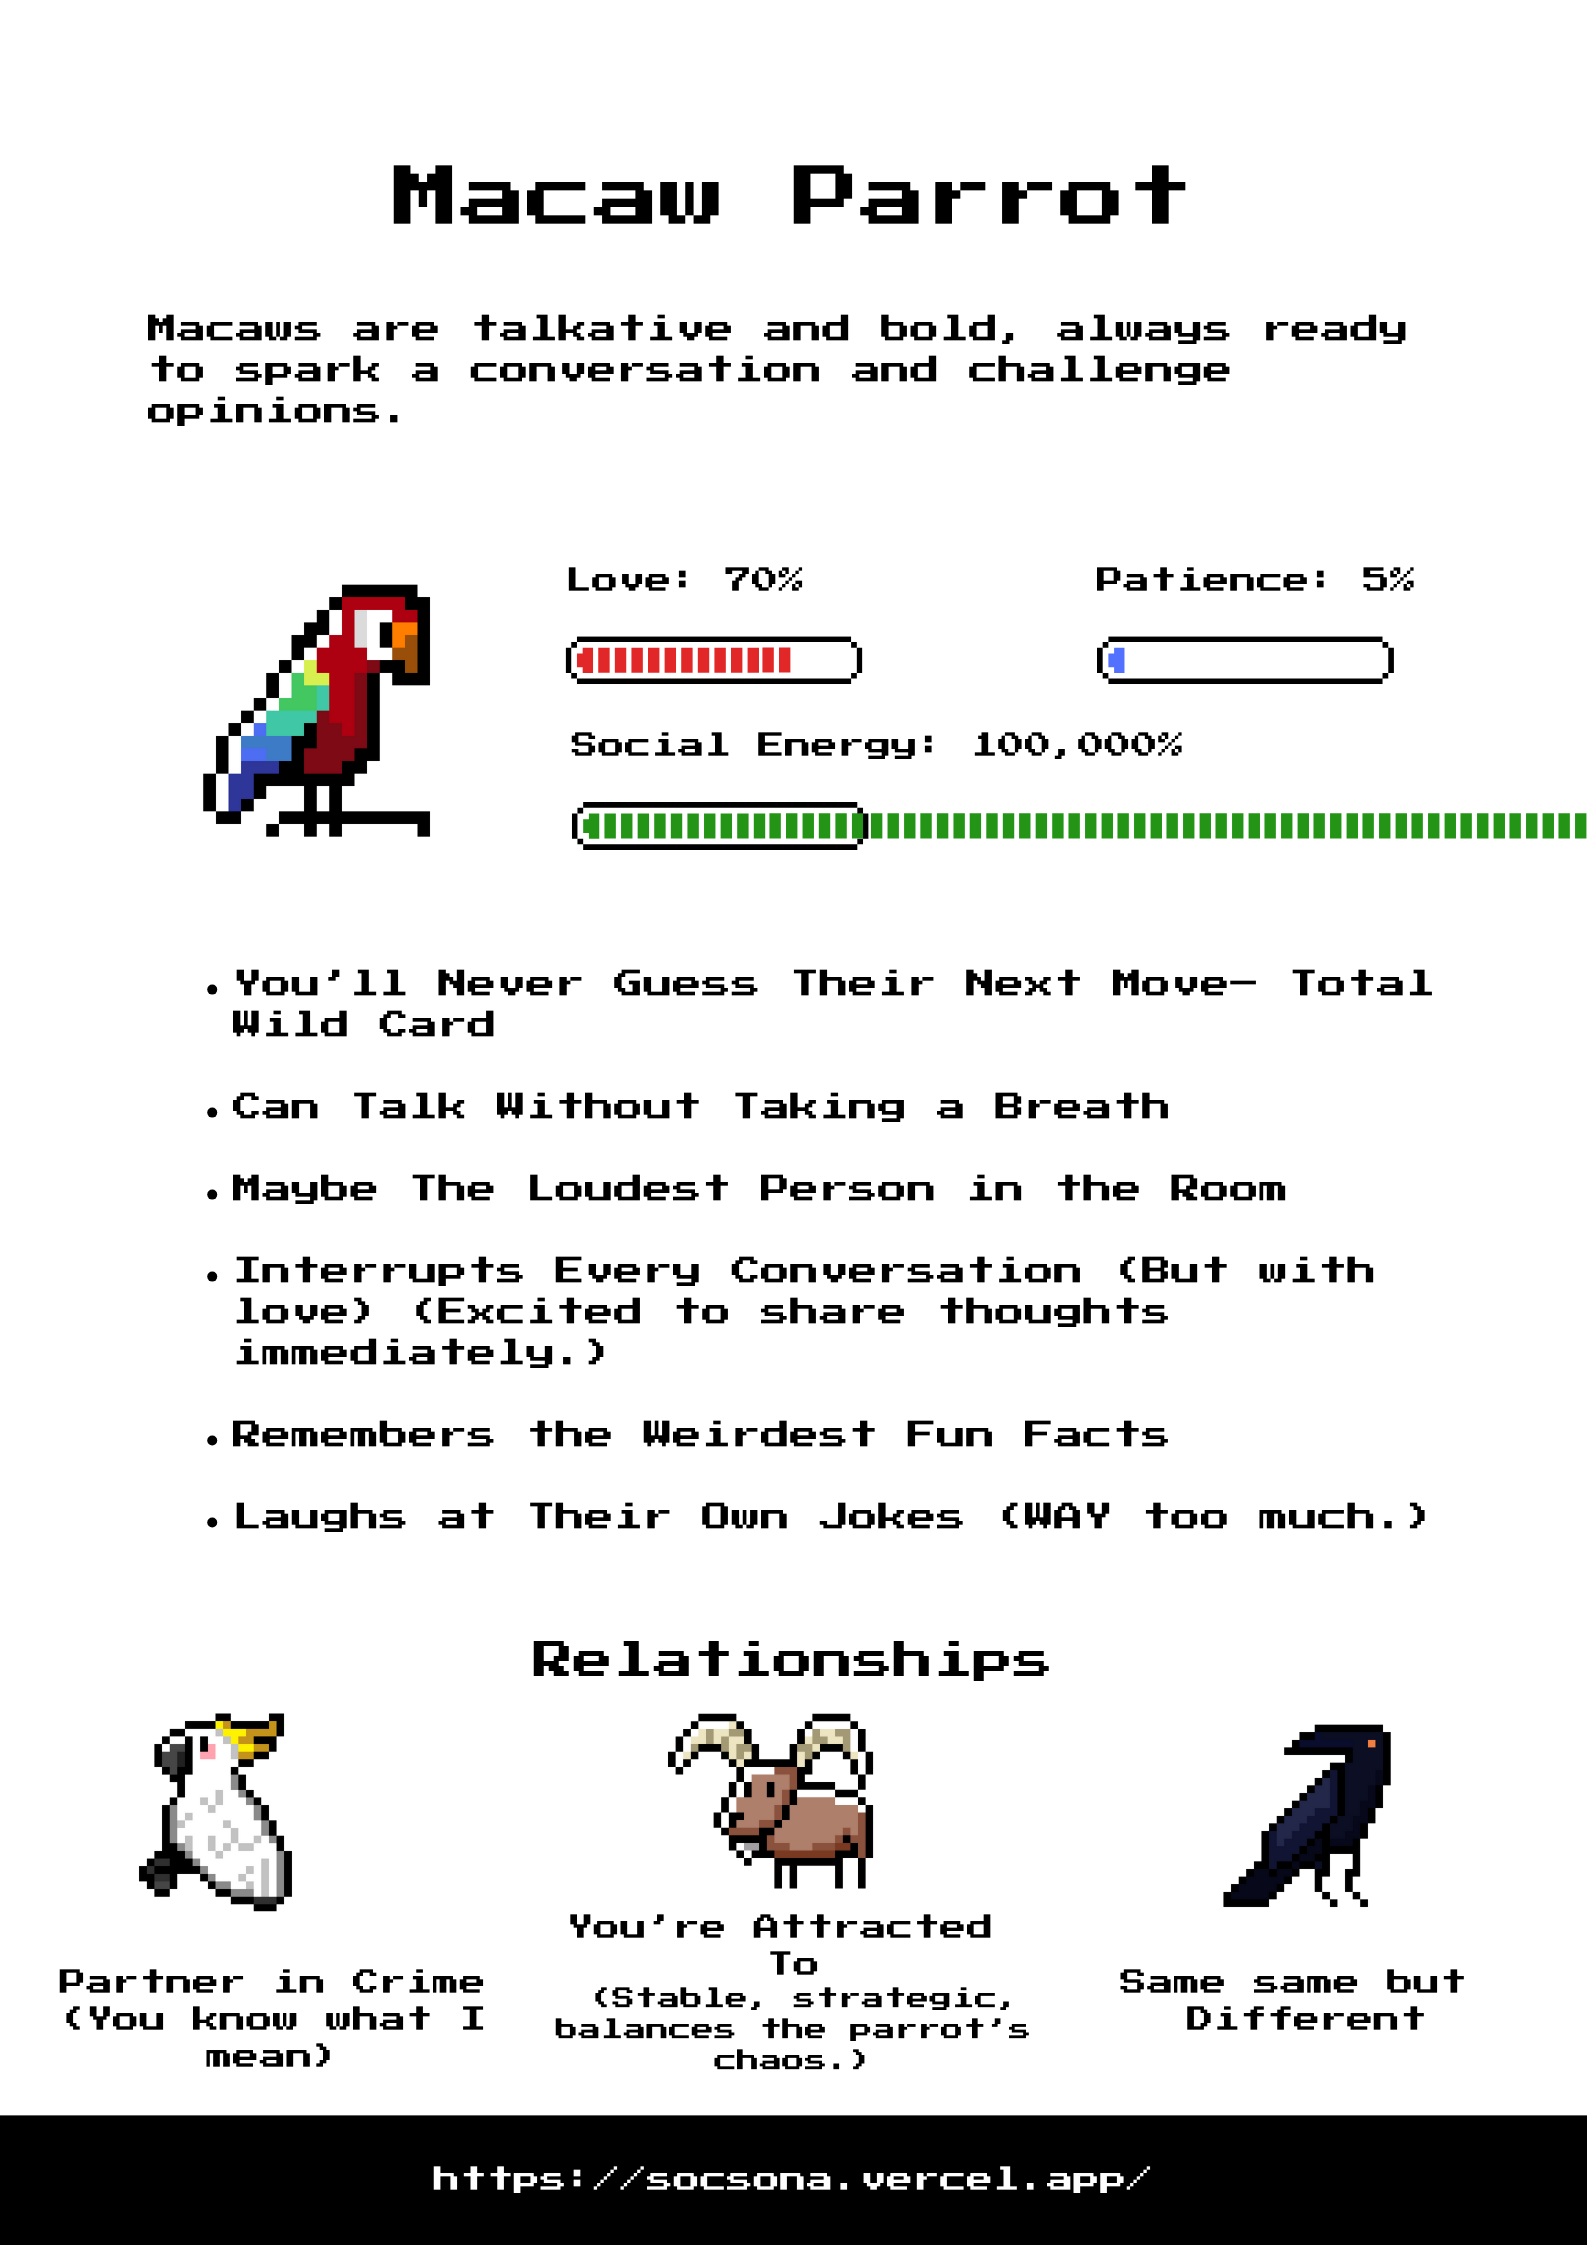 Macaw Parrot
Macaws are talkative and bold, always ready
to spark a conversation and challenge
opinions.
Love: 70%
Patience: 5%
Social Energy: 100,000%
• You'll Never Guess Their Next Move— Total
Wild Card
• Can Talk Without Taking a Breath
• Maybe The Loudest Person in the Room
• Interrupts Every Conversation (But with
love) (Excited to share thoughts
immediately.)
• Remembers the Weirdest Fun Facts
• Laughs at Their Own Jokes (WAY too much.)
Relationships
Partner in Crime
(You know what I
mean)
You're Attracted
To
(Stable, strategic,
balances the parrot's
chaos.)
Same same but
Different
https://socsona.vercel.app/